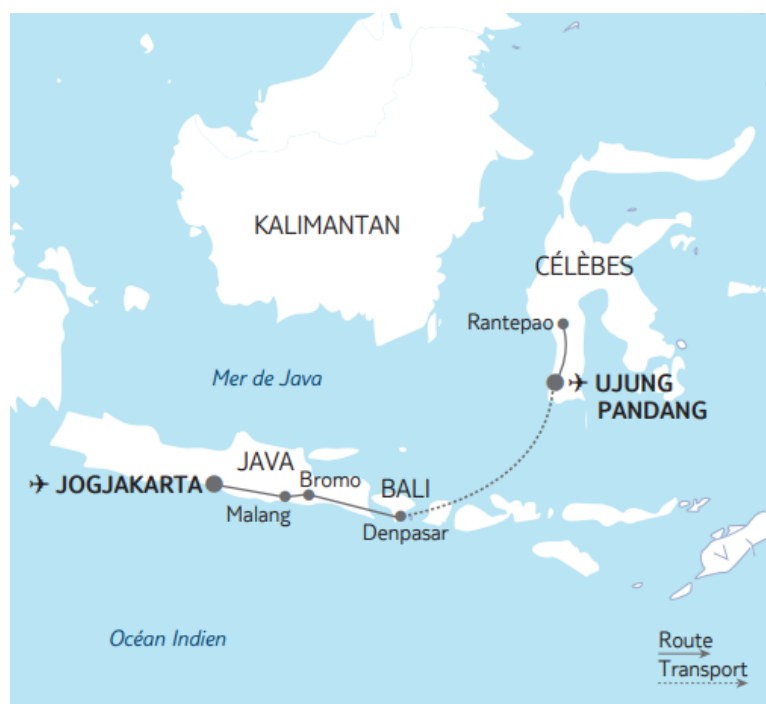 KALIMANTAN
CÉLÈBES
Rantepao
Mer de Java
UJUNG
PANDANG
JAVA
Bromo
BALI
JOGJAKARTA
Malang
Denpasar
Océan Indien
Route
Transport